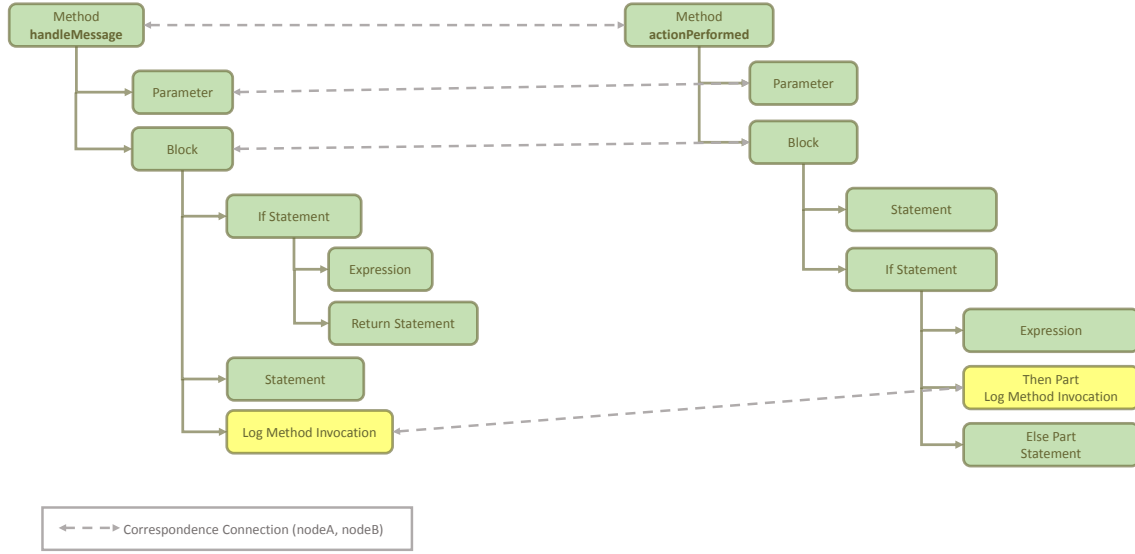 Method
handleMessage
Parameter
Block
If Statement
Expression
Return Statement
Statement
Log Method Invocation
Method
actionPerformed
Parameter
Block
Statement
If Statement
Expression
Then Part
Log Method Invocation
Else Part
Statement
Correspondence Connection (nodeA, nodeB)